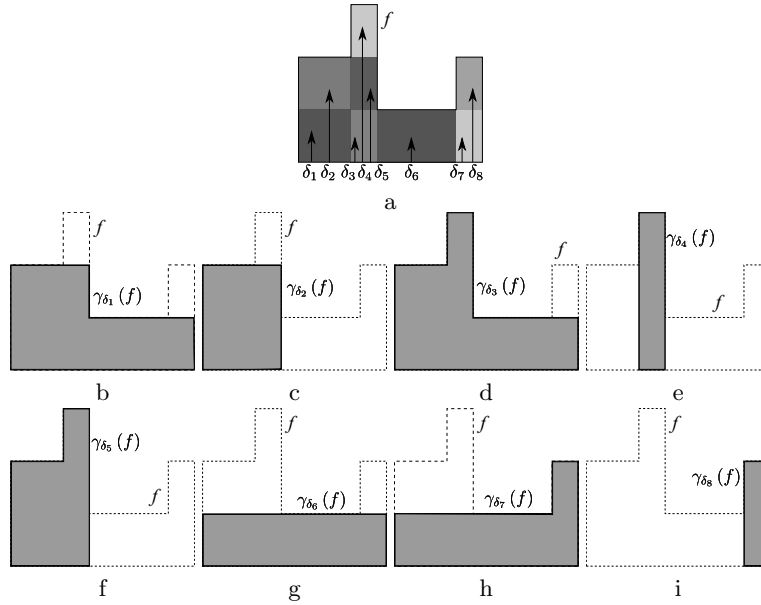 f
δ₁ δ₂ δ₃ δ₄ δ₅ δ₆ δ₇ δ₈
a
f
γδ₁(f)
b
f
γδ₂(f)
c
f
γδ₃(f)
d
γδ₄(f)
f
e
γδ₅(f)
f
f
f
γδ₆(f)
g
f
γδ₇(f)
h
f
γδ₈(f)
i